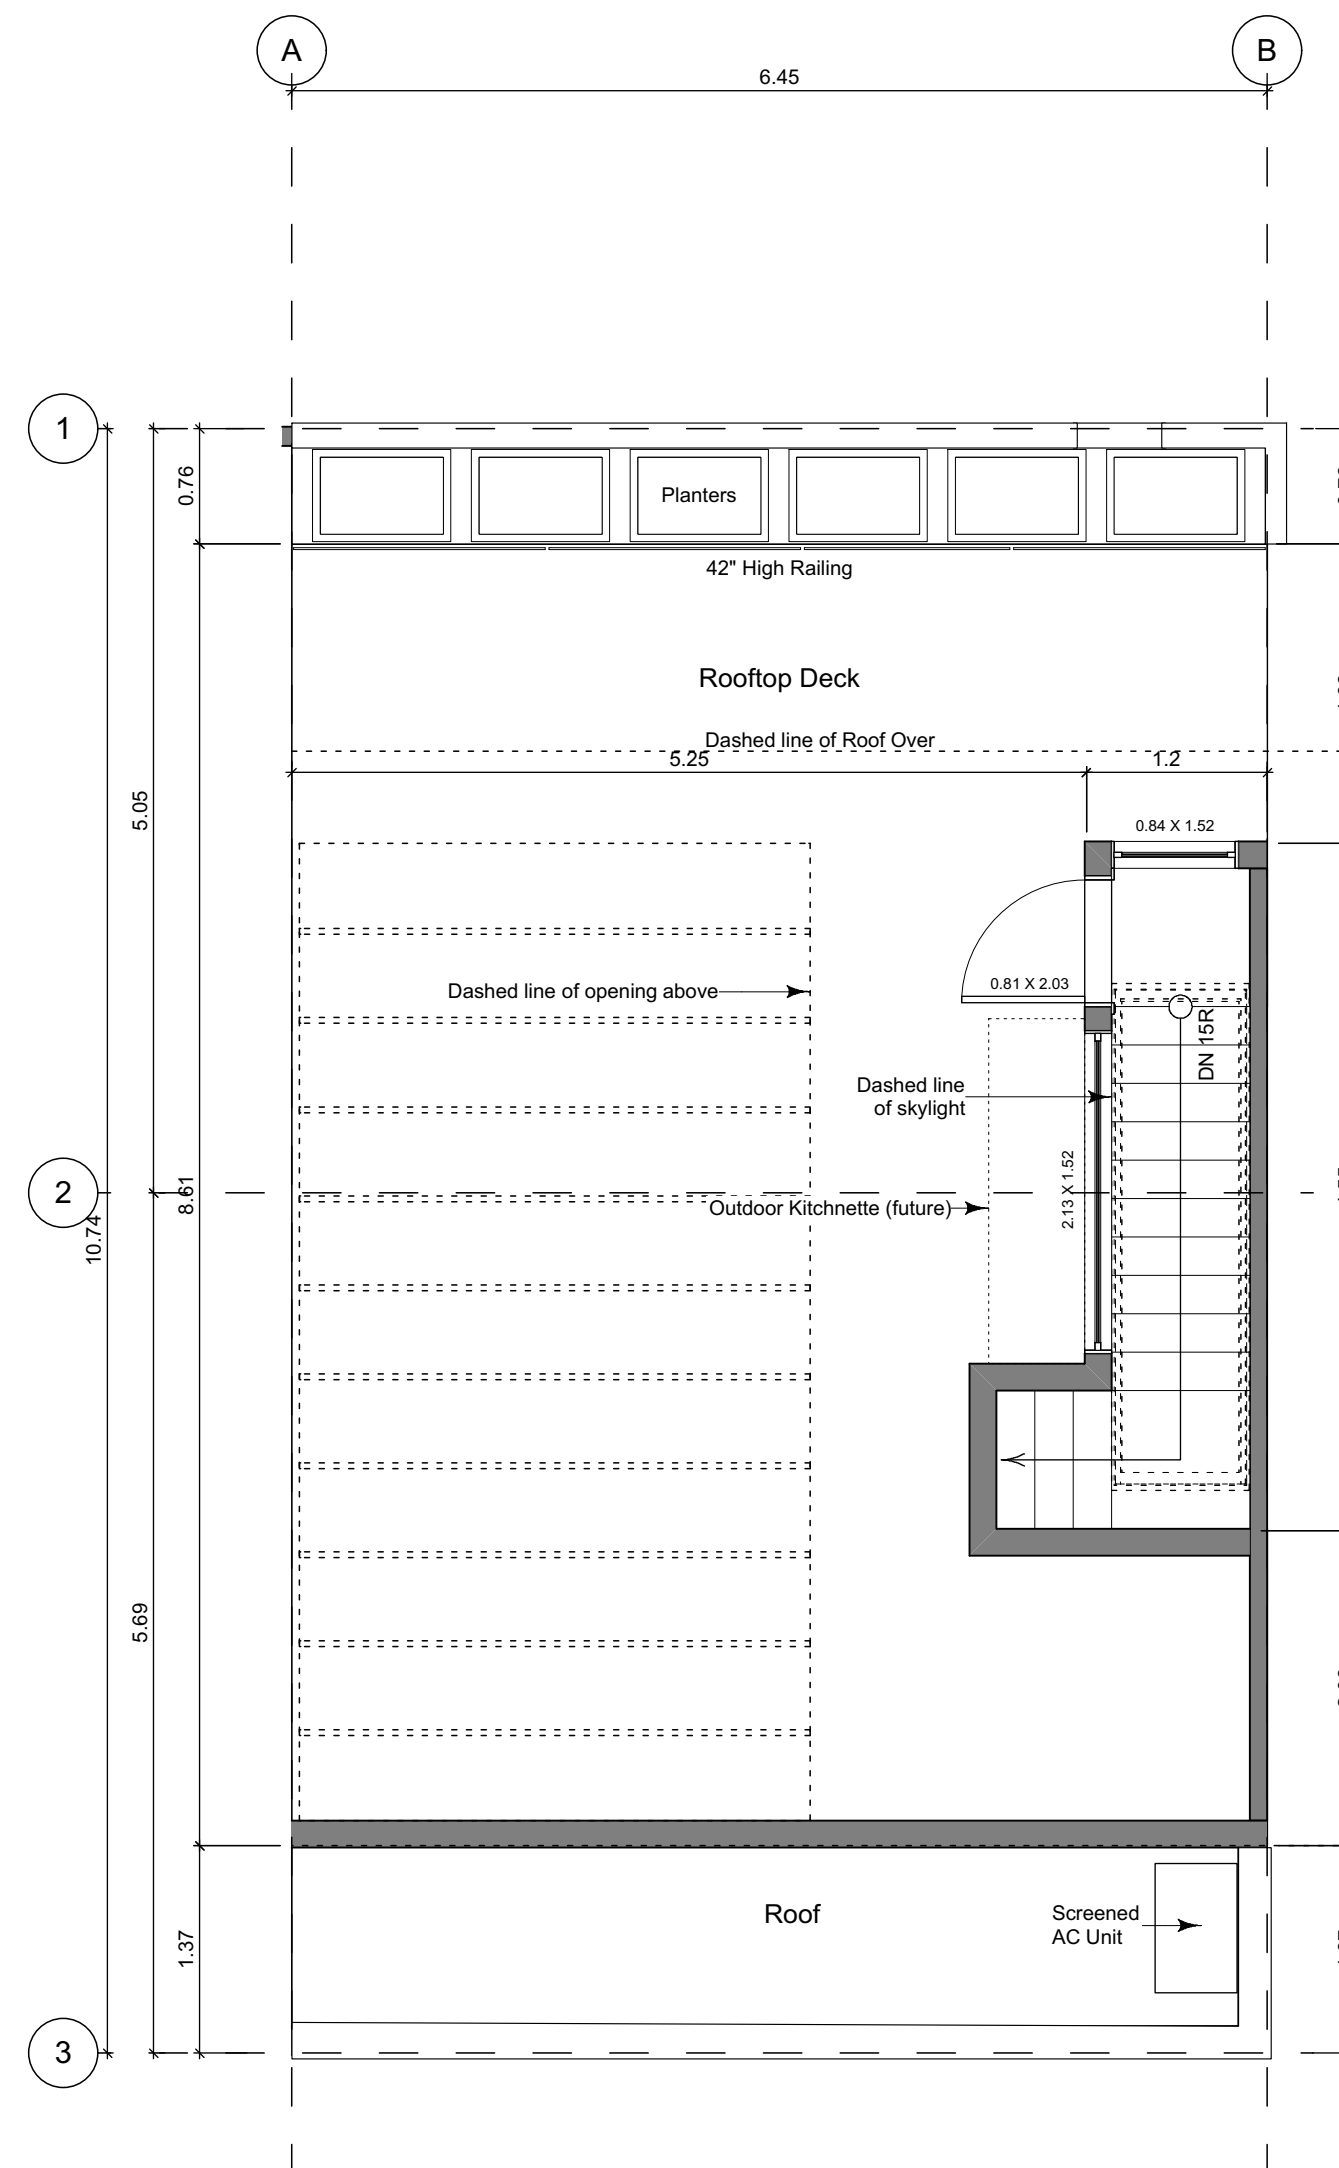 A
B
6.45
1
0.76
Planters
42" High Railing
Rooftop Deck
Dashed line of Roof Over
5.25
1.2
5.05
0.84 X 1.52
Dashed line of opening above
0.81 X 2.03
DN 15R
Dashed line
of skylight
2
8.61
10.74
2.13 X 1.52
Outdoor Kitchnette (future)
5.69
Roof
Screened
AC Unit
1.37
3